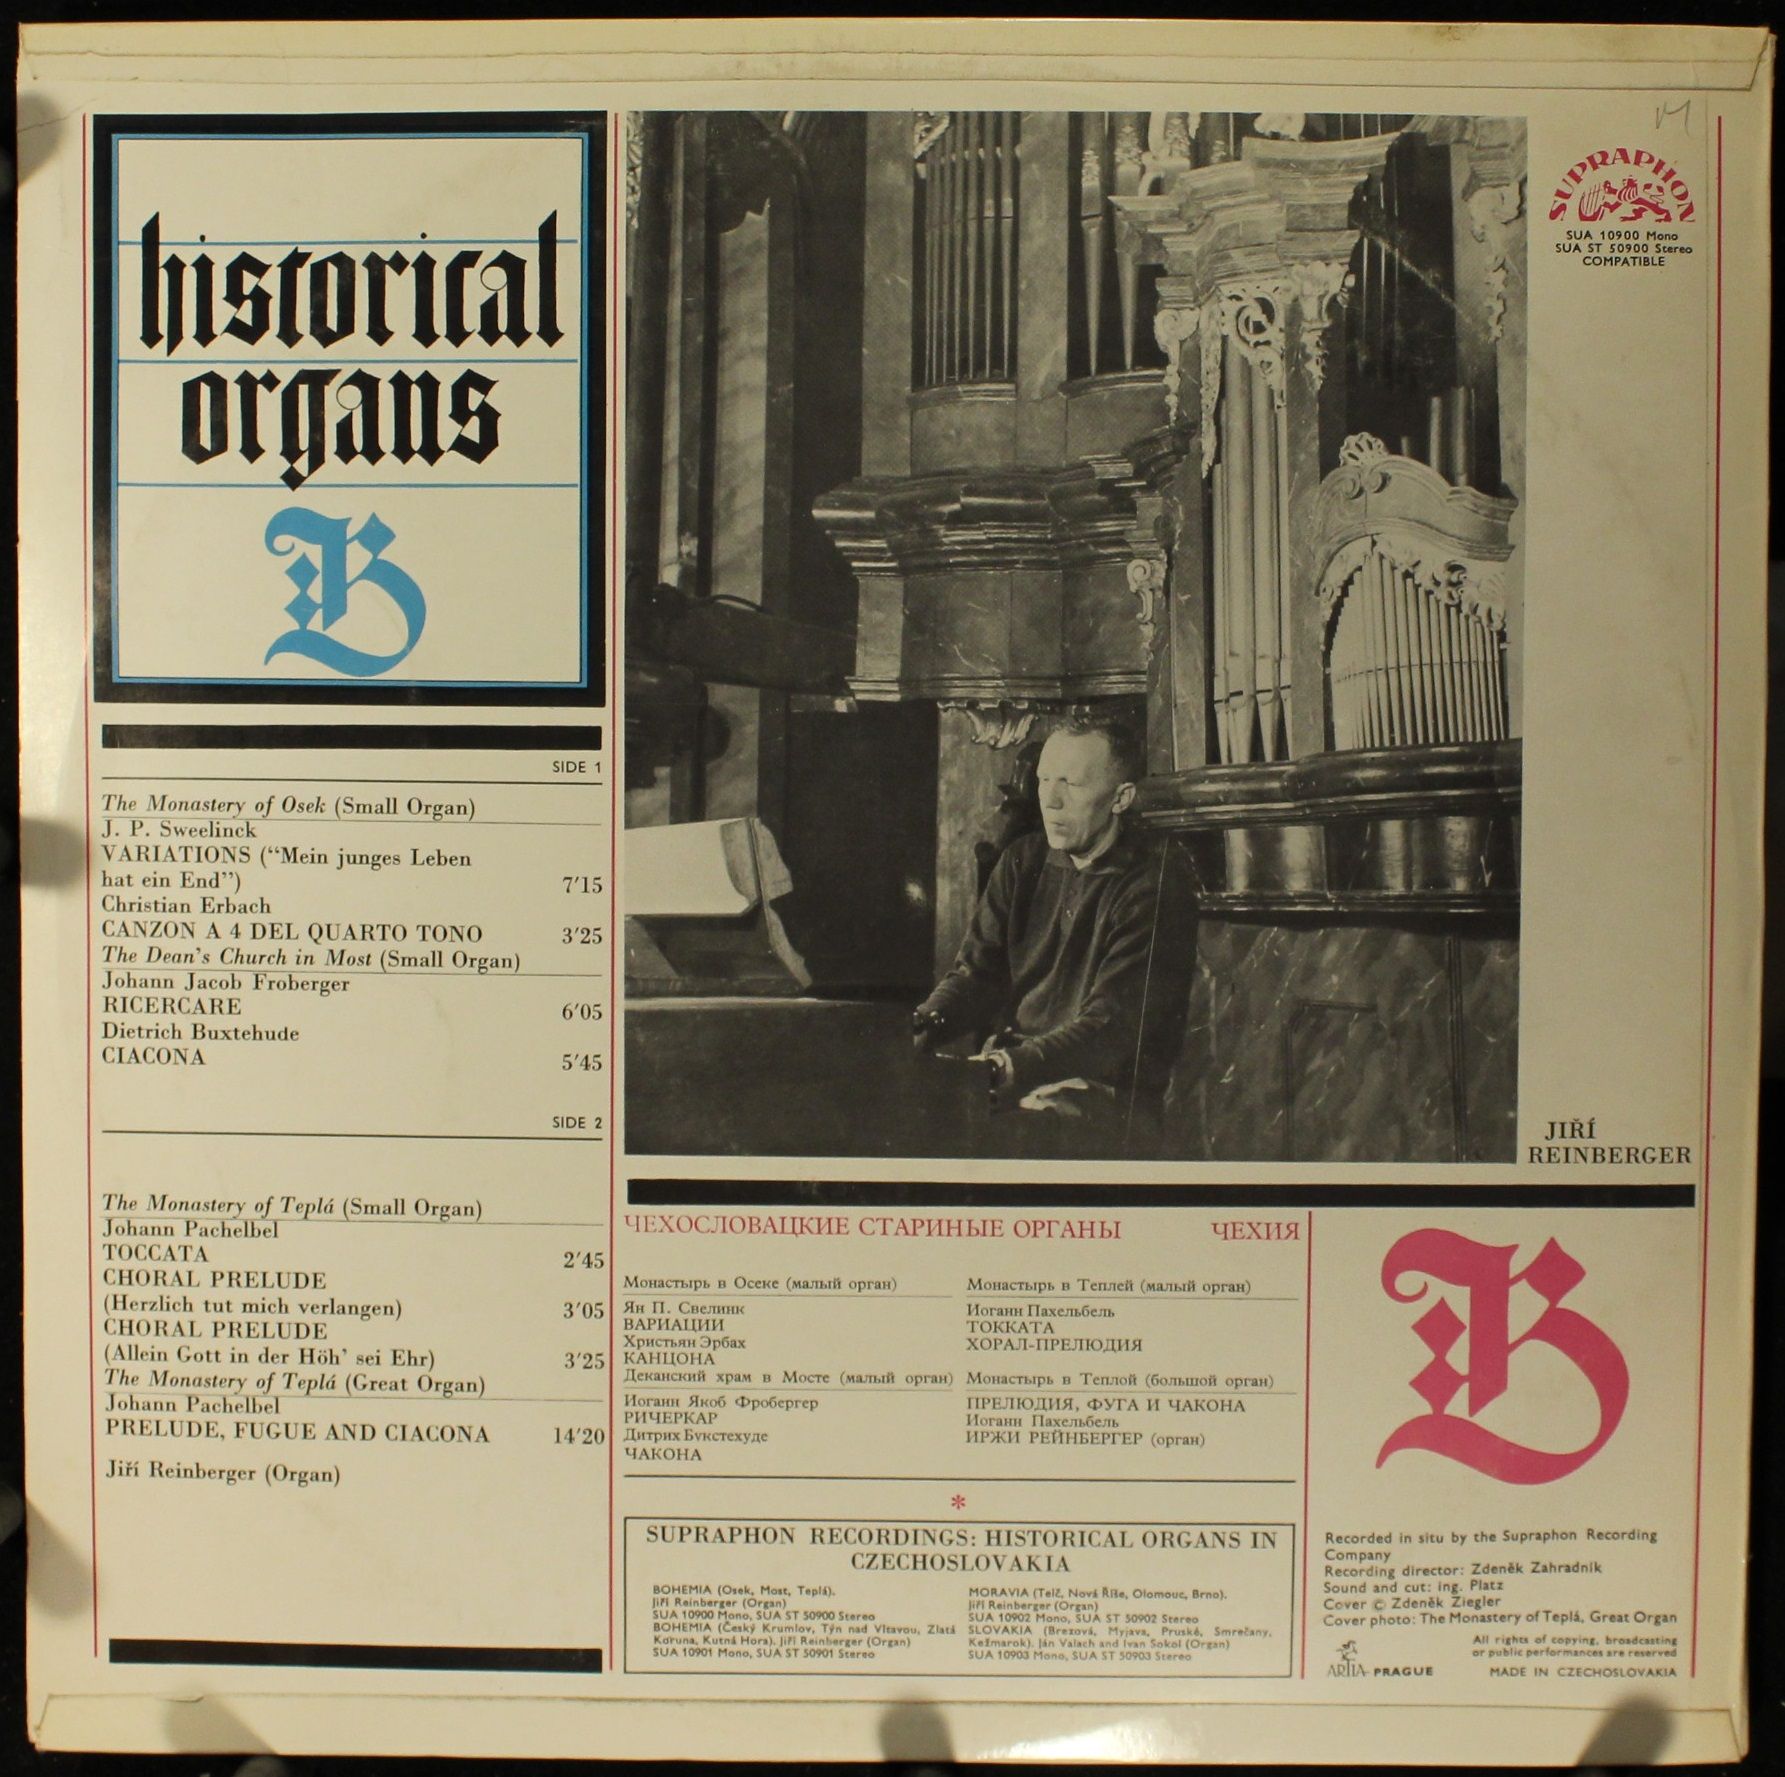 historical
organs
B
SIDE 1
The Monastery of Osek (Small Organ)
J. P. Sweelinck
VARIATIONS (“Mein junges Leben
hat ein End”) 7′15
Christian Erbach
CANZON A 4 DEL QUARTO TONO 3′25
The Dean's Church in Most (Small Organ)
Johann Jacob Froberger
RICERCARE 6′05
Dietrich Buxtehude
CIACONA 5′45
SIDE 2
The Monastery of Teplá (Small Organ)
Johann Pachelbel
TOCCATA 2′45
CHORAL PRELUDE
(Herzlich tut mich verlangen) 3′05
CHORAL PRELUDE
(Allein Gott in der Höh' sei Ehr) 3′25
The Monastery of Teplá (Great Organ)
Johann Pachelbel
PRELUDE, FUGUE AND CIACONA 14′20
Jiří Reinberger (Organ)
SUPRAPHON
SUA 10900 Mono
SUA ST 50900 Stereo
COMPATIBLE
JIŘÍ
REINBERGER
ЧЕХОСЛОВАЦКИЕ СТАРИНЫЕ ОРГАНЫ ЧЕХИЯ
Монастырь в Осеке (малый орган)
Ян П. Свелинк
ВАРИАЦИИ
Христьян Эрбах
КАНЦОНА
Деканский храм в Мосте (малый орган)
Иоганн Якоб Фробергер
РИЧЕРКАР
Дитрих Букстехуде
ЧАКОНА
Монастырь в Теплей (малый орган)
Иоганн Пахельбель
ТОККАТА
ХОРАЛ-ПРЕЛЮДИЯ
Монастырь в Теплой (большой орган)
ПРЕЛЮДИЯ, ФУГА И ЧАКОНА
Иоганн Пахельбель
ИРЖИ РЕЙНБЕРГЕР (орган)
*
SUPRAPHON RECORDINGS: HISTORICAL ORGANS IN
CZECHOSLOVAKIA
BOHEMIA (Osek, Most, Teplá).
Jiří Reinberger (Organ)
SUA 10900 Mono, SUA ST 50900 Stereo
BOHEMIA (Český Krumlov, Týn nad Vltavou, Zlatá
Koruna, Kutná Hora). Jiří Reinberger (Organ)
SUA 10901 Mono, SUA ST 50901 Stereo
MORAVIA (Telč, Nová Říše, Olomouc, Brno).
Jiří Reinberger (Organ)
SUA 10902 Mono, SUA ST 50902 Stereo
SLOVAKIA (Brezová, Myjava, Pruské, Smrečany,
Kežmarok). Ján Valach and Ivan Sokol (Organ)
SUA 10903 Mono, SUA ST 50903 Stereo
B
Recorded in situ by the Supraphon Recording
Company
Recording director: Zdeněk Zahradník
Sound and cut: ing. Platz
Cover © Zdeněk Ziegler
Cover photo: The Monastery of Teplá, Great Organ
All rights of copying, broadcasting
or public performances are reserved
ARTIA PRAGUE MADE IN CZECHOSLOVAKIA